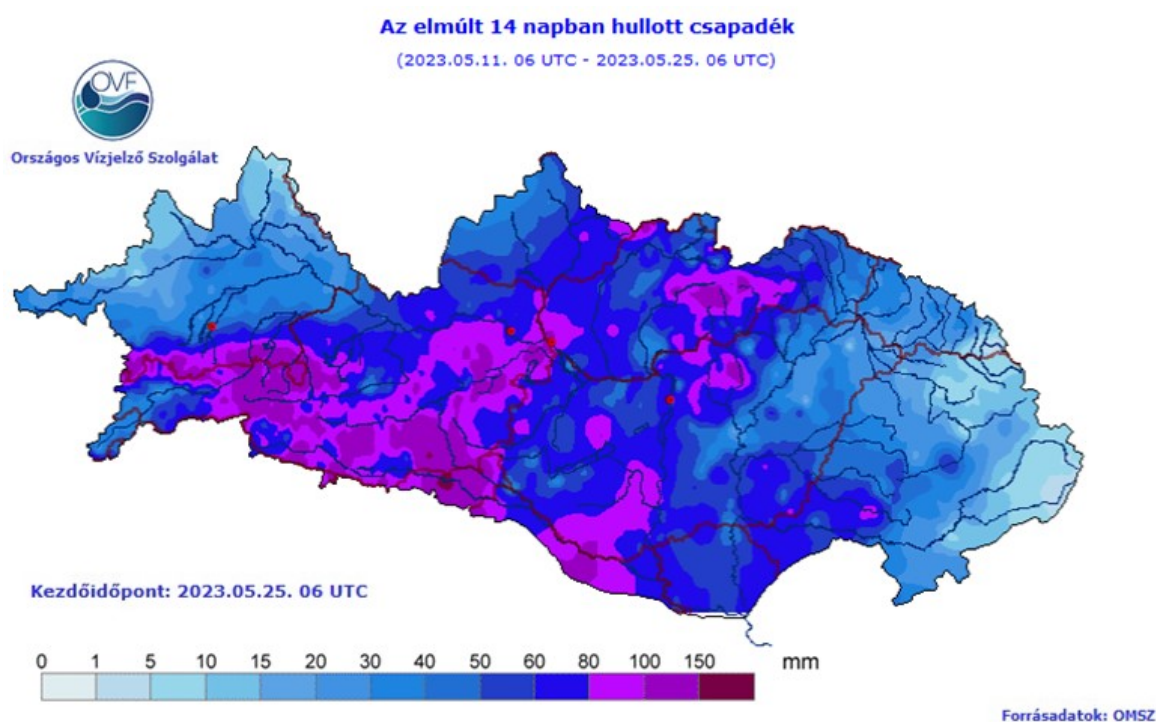 Az elmúlt 14 napban hullott csapadék
(2023.05.11. 06 UTC - 2023.05.25. 06 UTC)
OVF
Országos Vízjelző Szolgálat
Kezdőidőpont: 2023.05.25. 06 UTC
0 1 5 10 15 20 30 40 50 60 80 100 150 mm
Forrásadatok: OMSZ